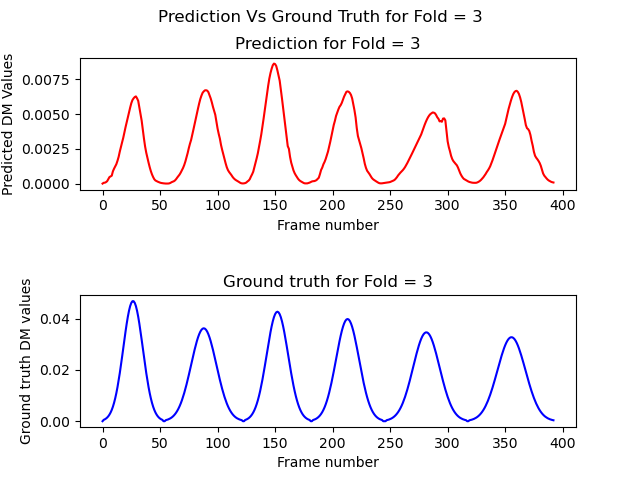 Prediction Vs Ground Truth for Fold = 3
Prediction for Fold = 3
Predicted DM Values
0.0075
0.0050
0.0025
0.0000
0 50 100 150 200 250 300 350 400
Frame number
Ground truth for Fold = 3
Ground truth DM values
0.04
0.02
0.00
0 50 100 150 200 250 300 350 400
Frame number